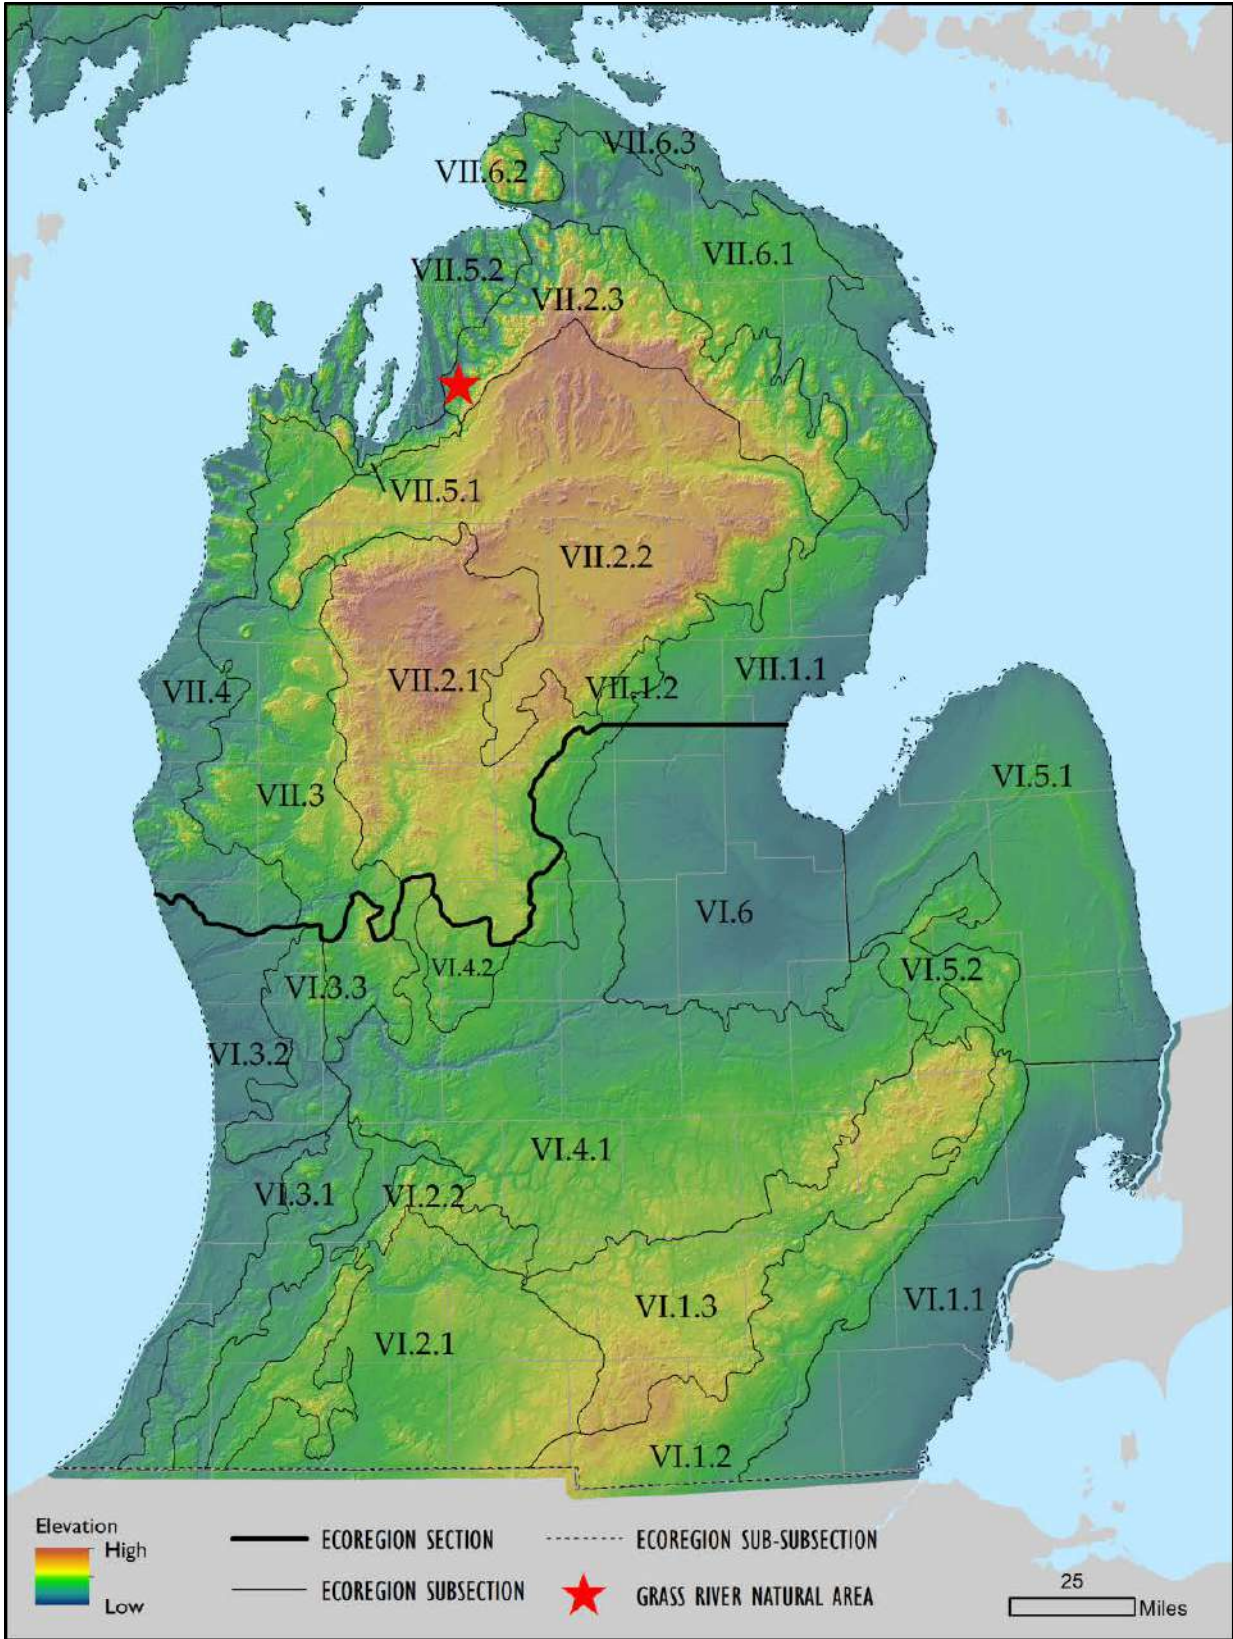 VII.6.3
VII.6.2
VII.6.1
VII.5.2
VII.2.3
VII.5.1
VII.2.2
VII.1.1
VII.2.1
VII.1.2
VII.4
VI.5.1
VII.3
VI.6
VI.4.2
VI.5.2
VI.3.3
VI.3.2
VI.4.1
VI.3.1
VI.2.2
VI.1.3
VI.1.1
VI.2.1
VI.1.2
Elevation
High
Low
ECOREGION SECTION
ECOREGION SUB-SUBSECTION
ECOREGION SUBSECTION
GRASS RIVER NATURAL AREA
25
Miles